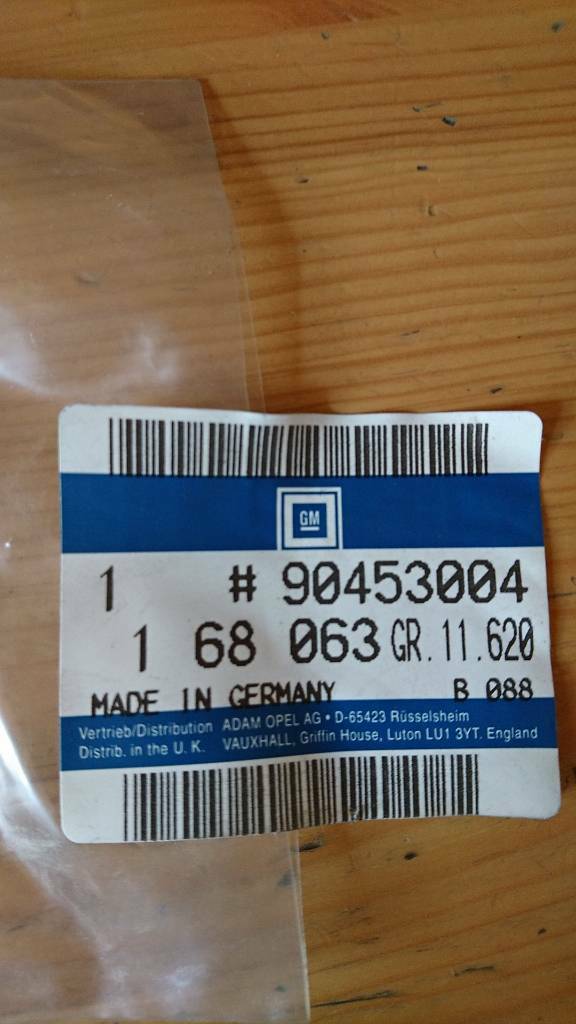 GM
1 # 90453004
1 68 063 GR. 11.620
MADE IN GERMANY B 088
Vertrieb/Distribution ADAM OPEL AG • D-65423 Rüsselsheim
Distrib. in the U. K. VAUXHALL, Griffin House, Luton LU1 3YT. England